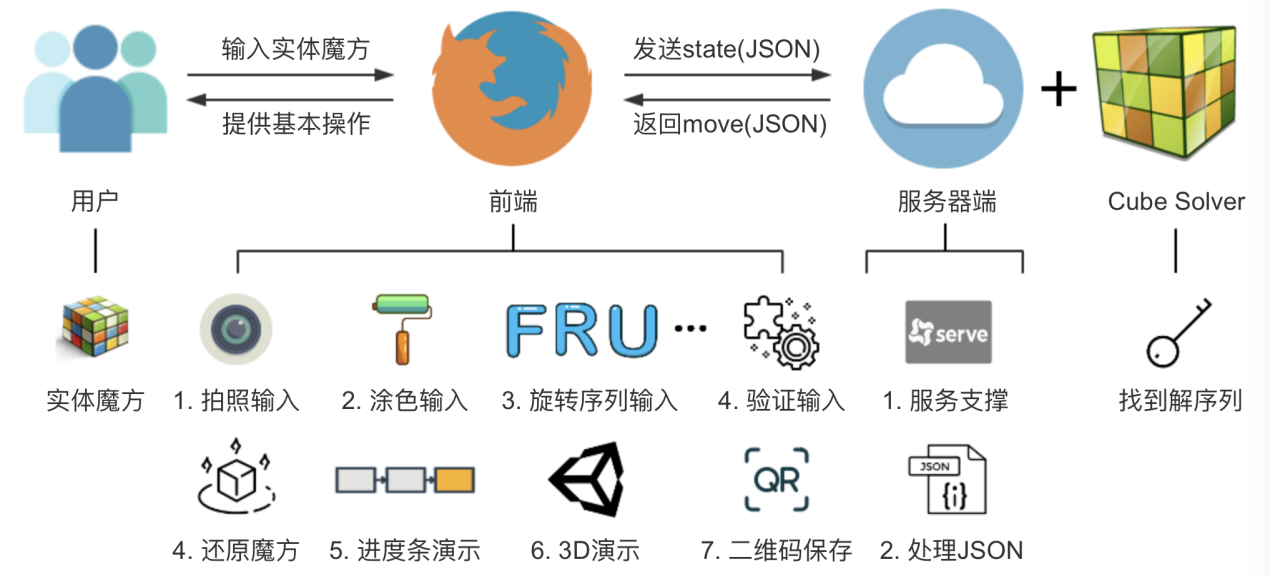 输入实体魔方
提供基本操作
发送state(JSON)
返回move(JSON)
用户
前端
服务器端
Cube Solver
FRU ...
serve
实体魔方
1. 拍照输入
2. 涂色输入
3. 旋转序列输入
4. 验证输入
1. 服务支撑
找到解序列
QR
JSON
{i}
4. 还原魔方
5. 进度条演示
6. 3D演示
7. 二维码保存
2. 处理JSON